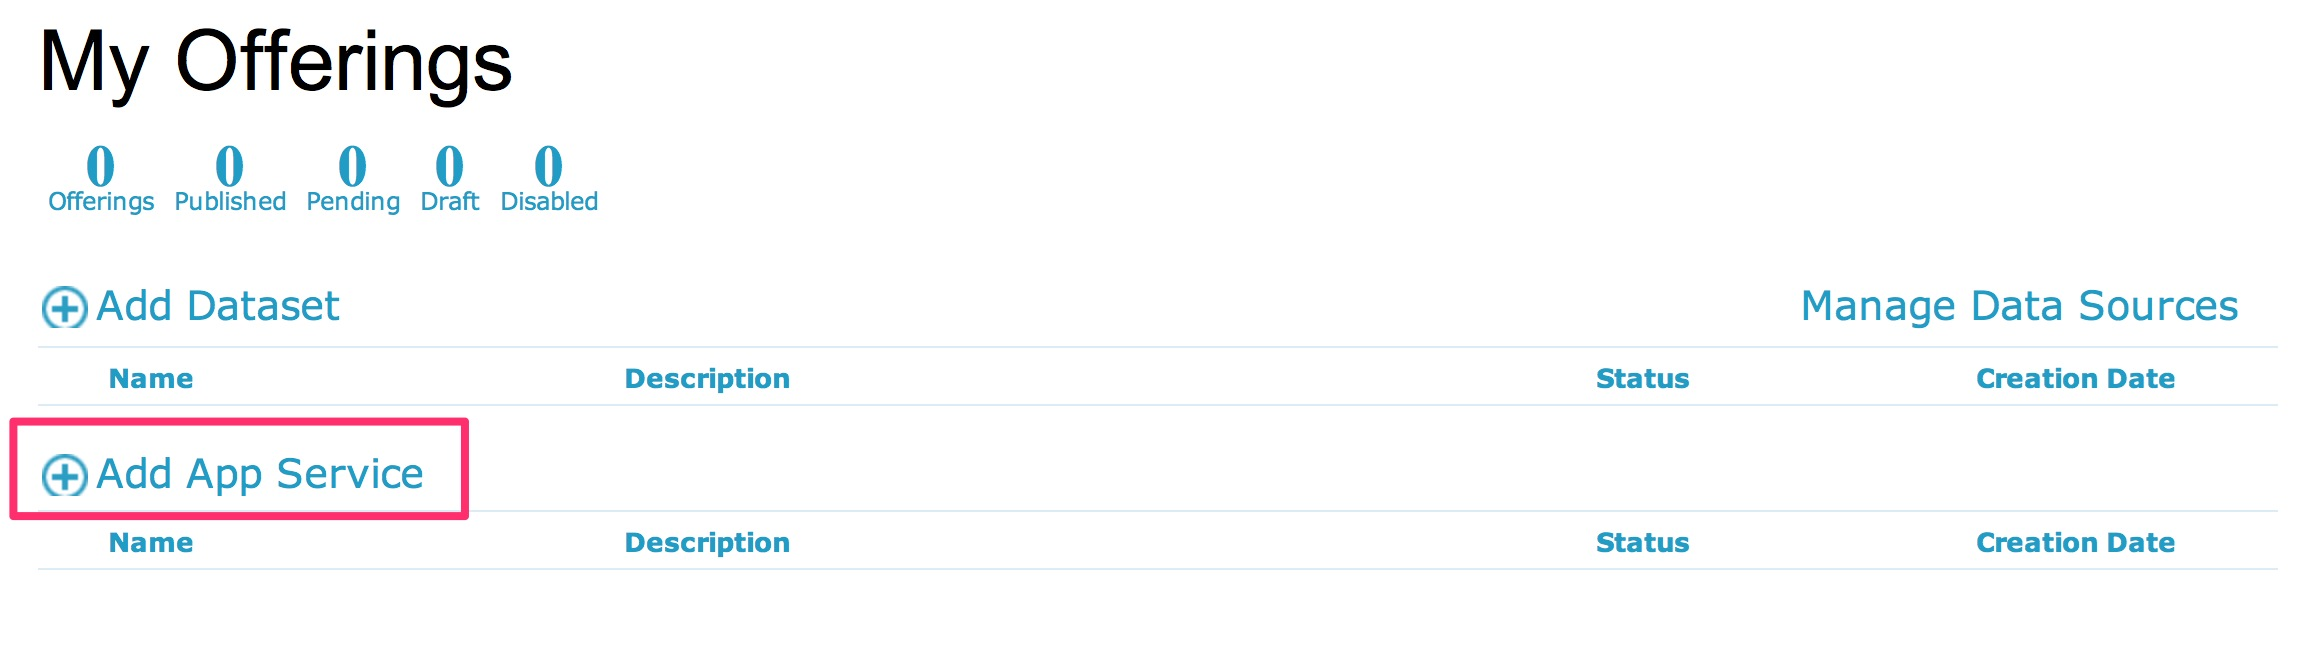 My Offerings
0 0 0 0 0
Offerings Published Pending Draft Disabled
Add Dataset Manage Data Sources
Name Description Status Creation Date
Add App Service
Name Description Status Creation Date